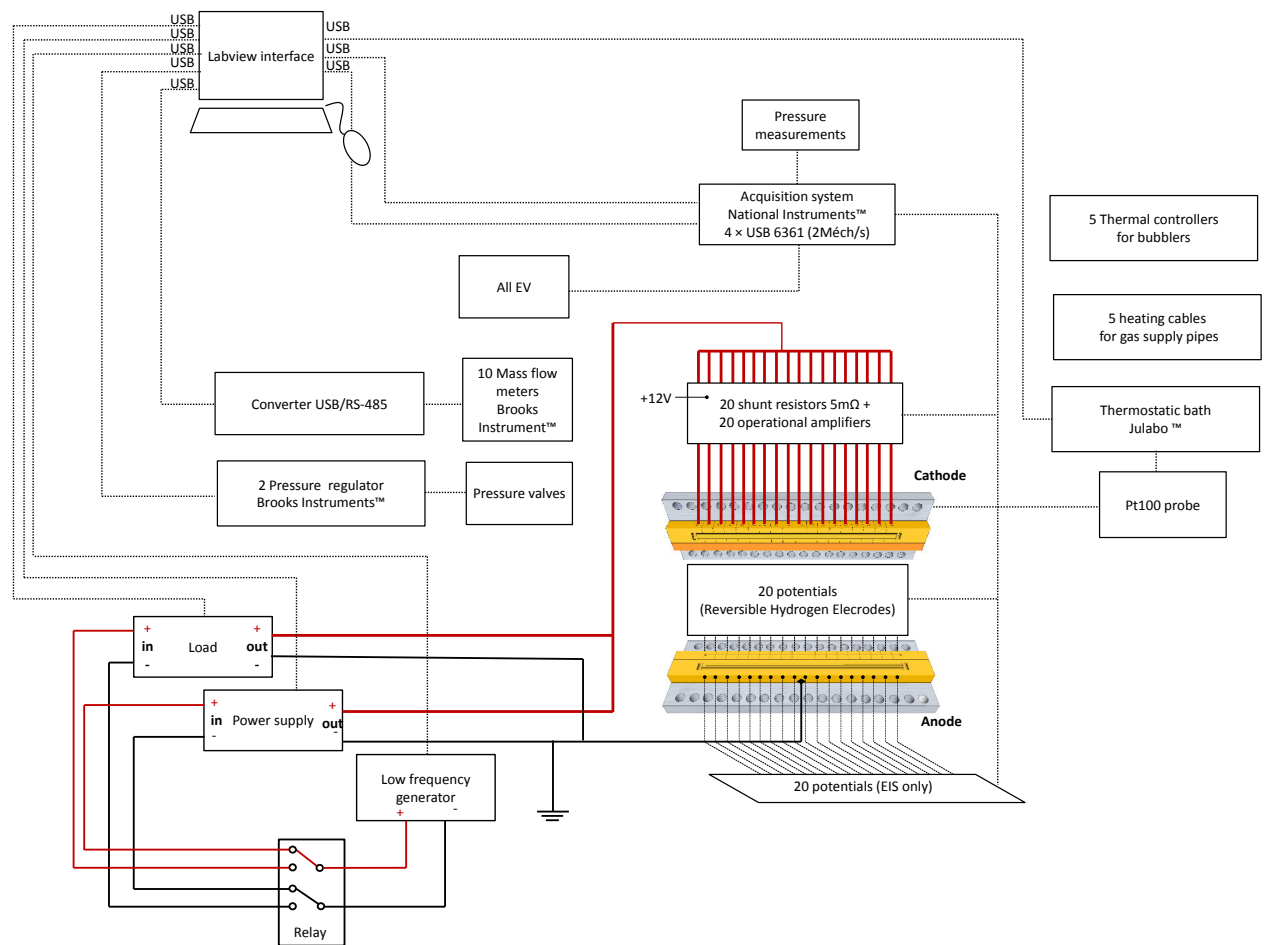 USB
USB
USB
USB
USB
Labview interface
USB
USB
USB
Pressure
measurements
Acquisition system
National Instruments™
4 × USB 6361 (2Méch/s)
5 Thermal controllers
for bubblers
All EV
5 heating cables
for gas supply pipes
Converter USB/RS-485
10 Mass flow
meters
Brooks
Instrument™
+12V
20 shunt resistors 5mΩ +
20 operational amplifiers
Thermostatic bath
Julabo ™
2 Pressure regulator
Brooks Instruments™
Pressure valves
Cathode
Pt100 probe
20 potentials
(Reversible Hydrogen Elecrodes)
+ +
in Load out
- -
+ +
in Power supply out
- -
Anode
Low frequency
generator
+ -
20 potentials (EIS only)
Relay